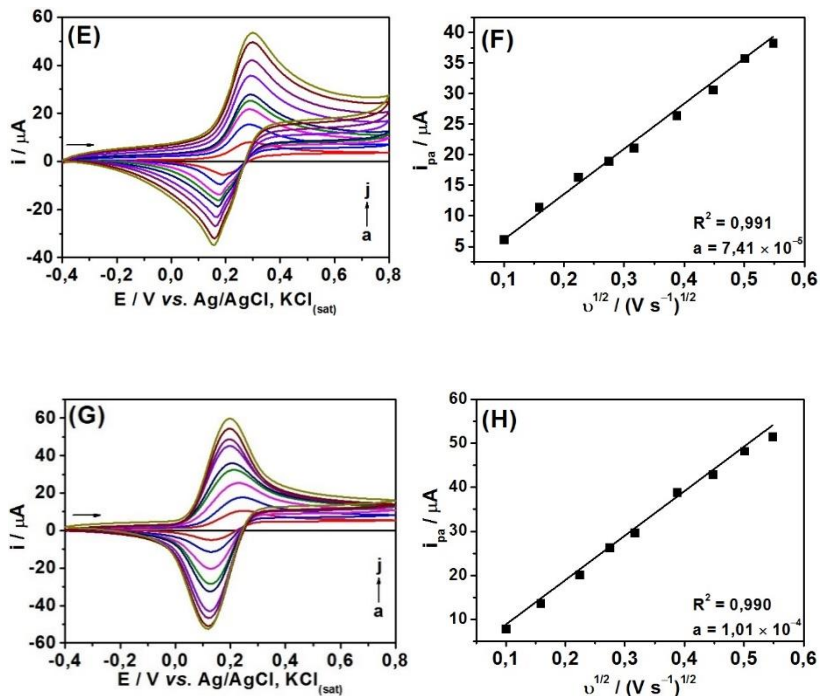 (E)
60
40
20
0
-20
-40
i / µA
j
a
-0,4 -0,2 0,0 0,2 0,4 0,6 0,8
E / V vs. Ag/AgCl, KCl(sat)
(F)
40
35
30
25
20
15
10
5
ipa / µA
R² = 0,991
a = 7,41 × 10⁻⁵
0,1 0,2 0,3 0,4 0,5 0,6
υ¹/² / (V s⁻¹)¹/²
(G)
60
40
20
0
-20
-40
-60
i / µA
j
a
-0,4 -0,2 0,0 0,2 0,4 0,6 0,8
E / V vs. Ag/AgCl, KCl(sat)
(H)
60
50
40
30
20
10
ipa / µA
R² = 0,990
a = 1,01 × 10⁻⁴
0,1 0,2 0,3 0,4 0,5 0,6
υ¹/² / (V s⁻¹)¹/²